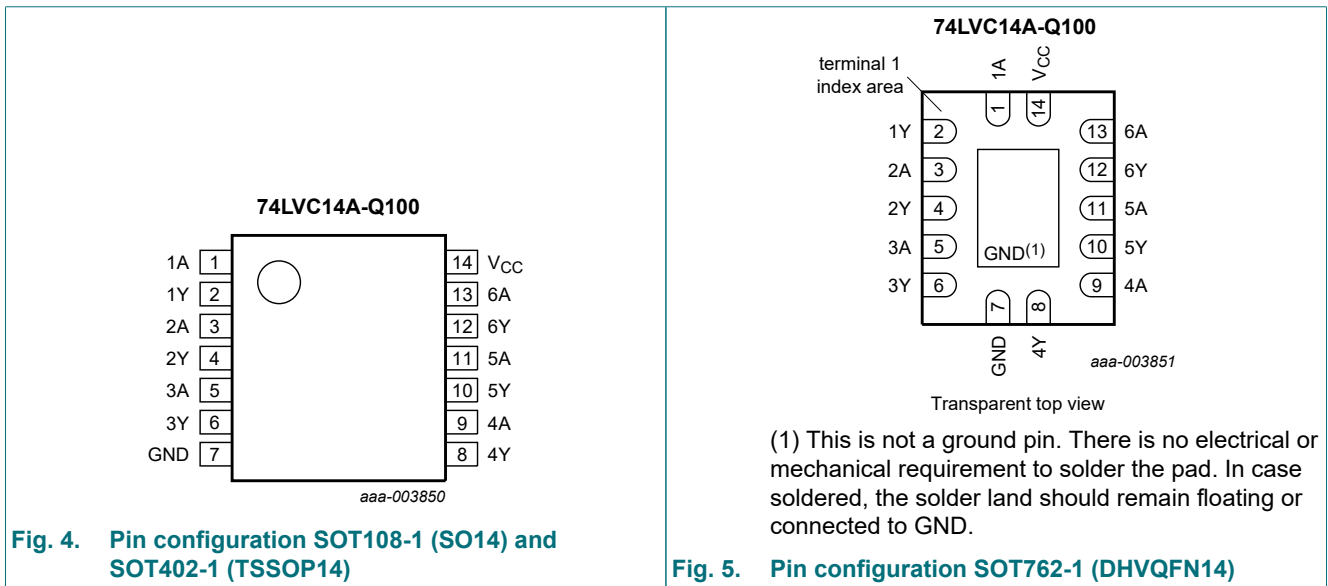 74LVC14A-Q100
1A 1
1Y 2
2A 3
2Y 4
3A 5
3Y 6
GND 7
14 VCC
13 6A
12 6Y
11 5A
10 5Y
9 4A
8 4Y
aaa-003850
Fig. 4. Pin configuration SOT108-1 (SO14) and
SOT402-1 (TSSOP14)
74LVC14A-Q100
terminal 1
index area
1A VCC
1 14
1Y 2
2A 3
2Y 4
3A 5
3Y 6
13 6A
12 6Y
11 5A
10 5Y
9 4A
GND(1)
7 8
GND 4Y
aaa-003851
Transparent top view
(1) This is not a ground pin. There is no electrical or
mechanical requirement to solder the pad. In case
soldered, the solder land should remain floating or
connected to GND.
Fig. 5. Pin configuration SOT762-1 (DHVQFN14)